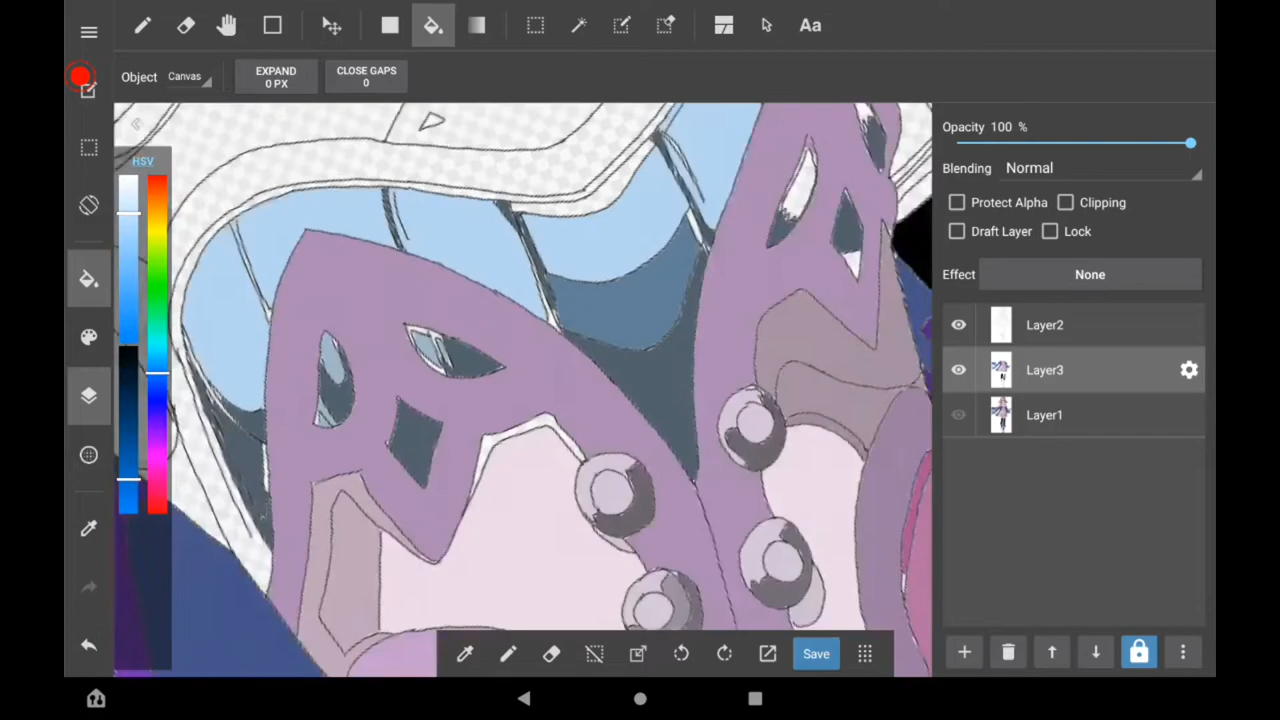 Aa
Object Canvas
EXPAND
0 PX
CLOSE GAPS
0
HSV
Opacity 100 %
Blending Normal
Protect Alpha
Clipping
Draft Layer
Lock
Effect None
Layer2
Layer3
Layer1
Save